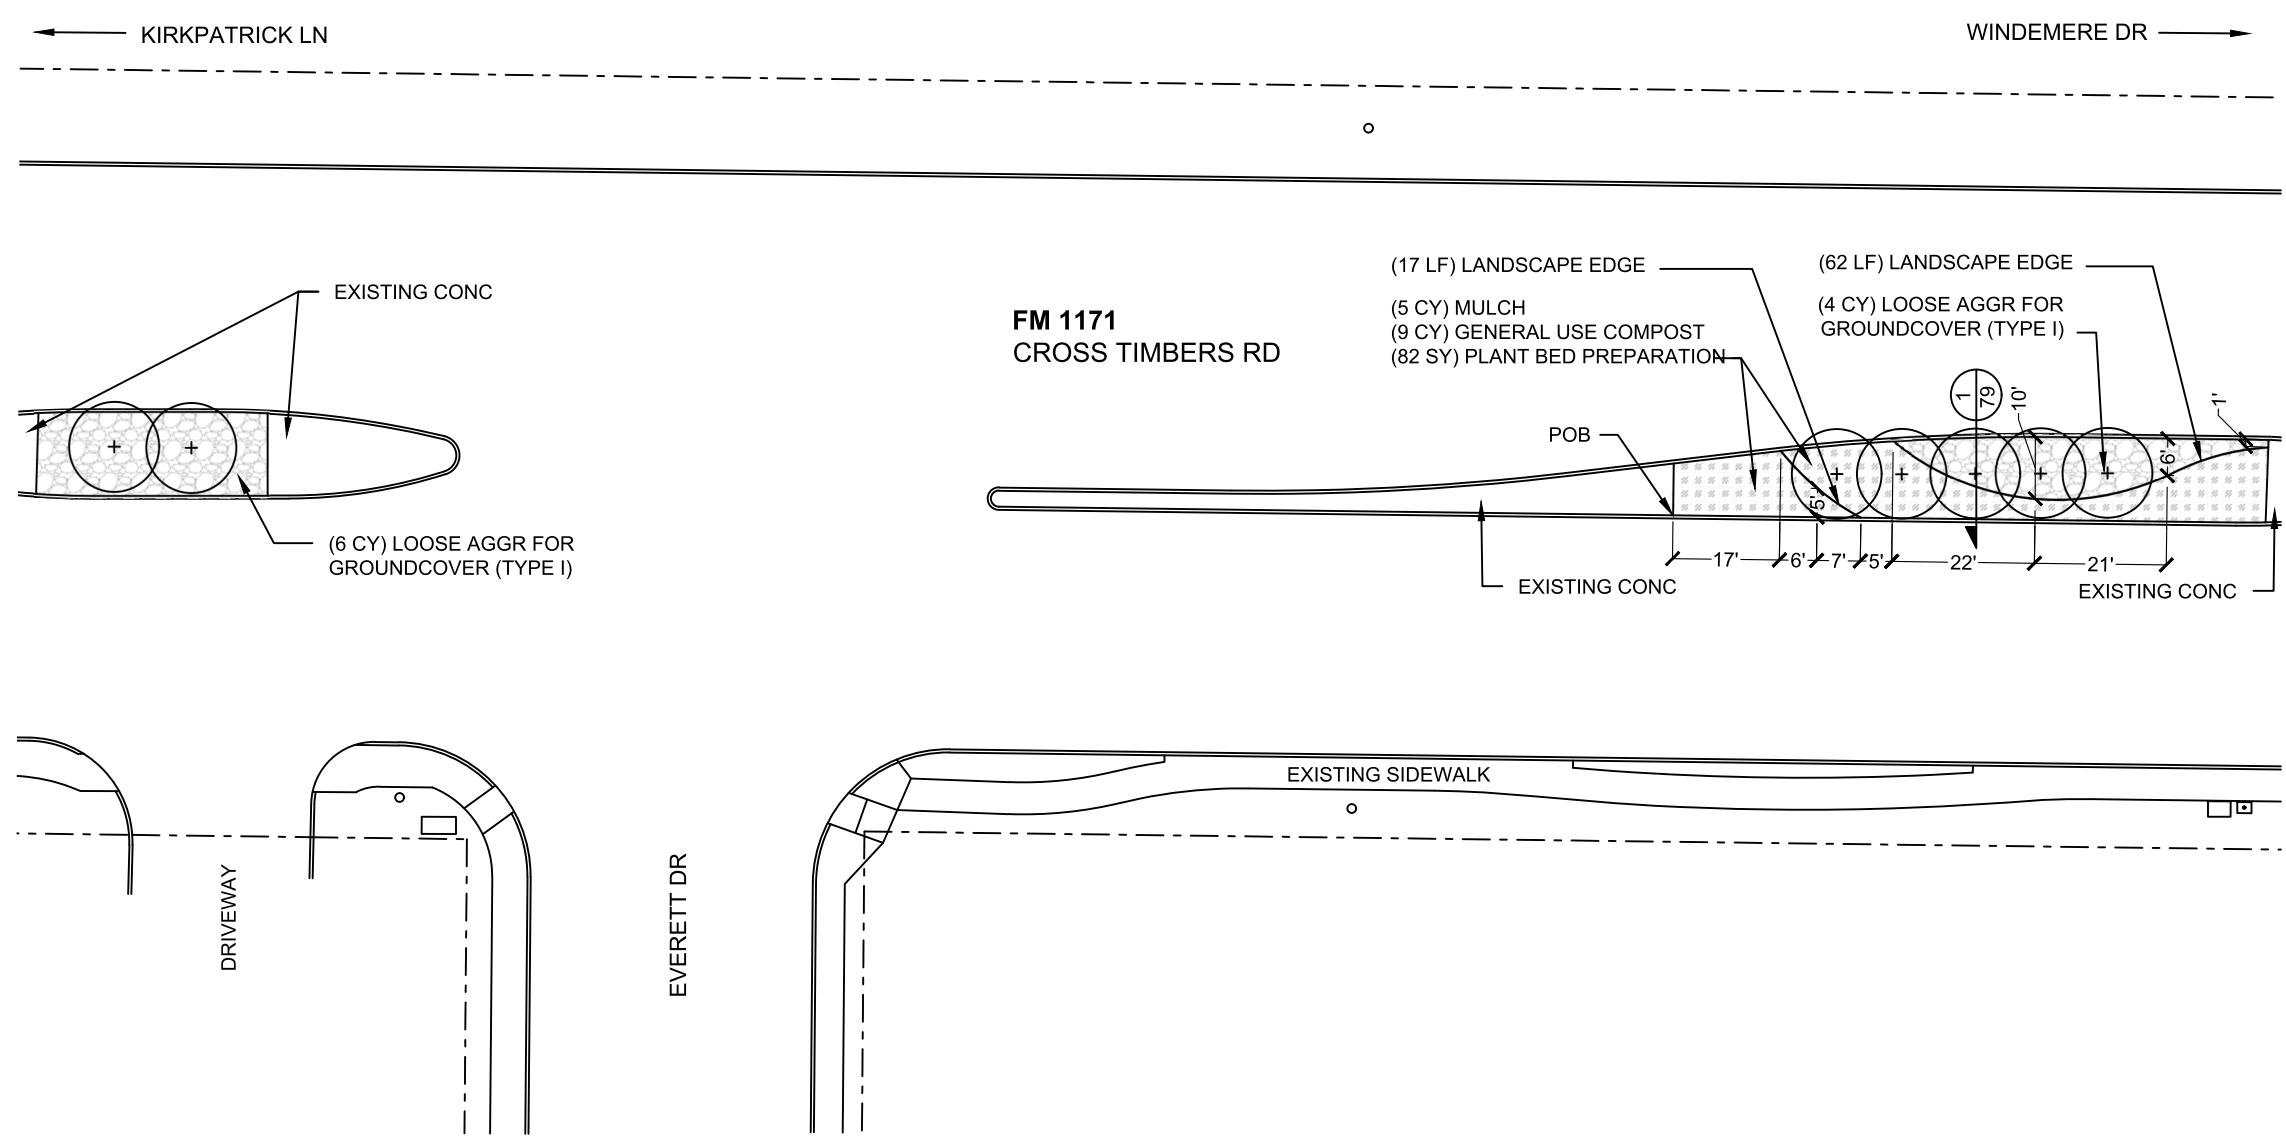 KIRKPATRICK LN
WINDEMERE DR
EXISTING CONC
FM 1171
CROSS TIMBERS RD
(17 LF) LANDSCAPE EDGE
(5 CY) MULCH
(9 CY) GENERAL USE COMPOST
(82 SY) PLANT BED PREPARATION
(62 LF) LANDSCAPE EDGE
(4 CY) LOOSE AGGR FOR
GROUNDCOVER (TYPE I)
1
79
10'
1'
POB
6'
5'
17'
6'
7'
5'
22'
21'
(6 CY) LOOSE AGGR FOR
GROUNDCOVER (TYPE I)
EXISTING CONC
EXISTING CONC
EXISTING SIDEWALK
DRIVEWAY
EVERETT DR